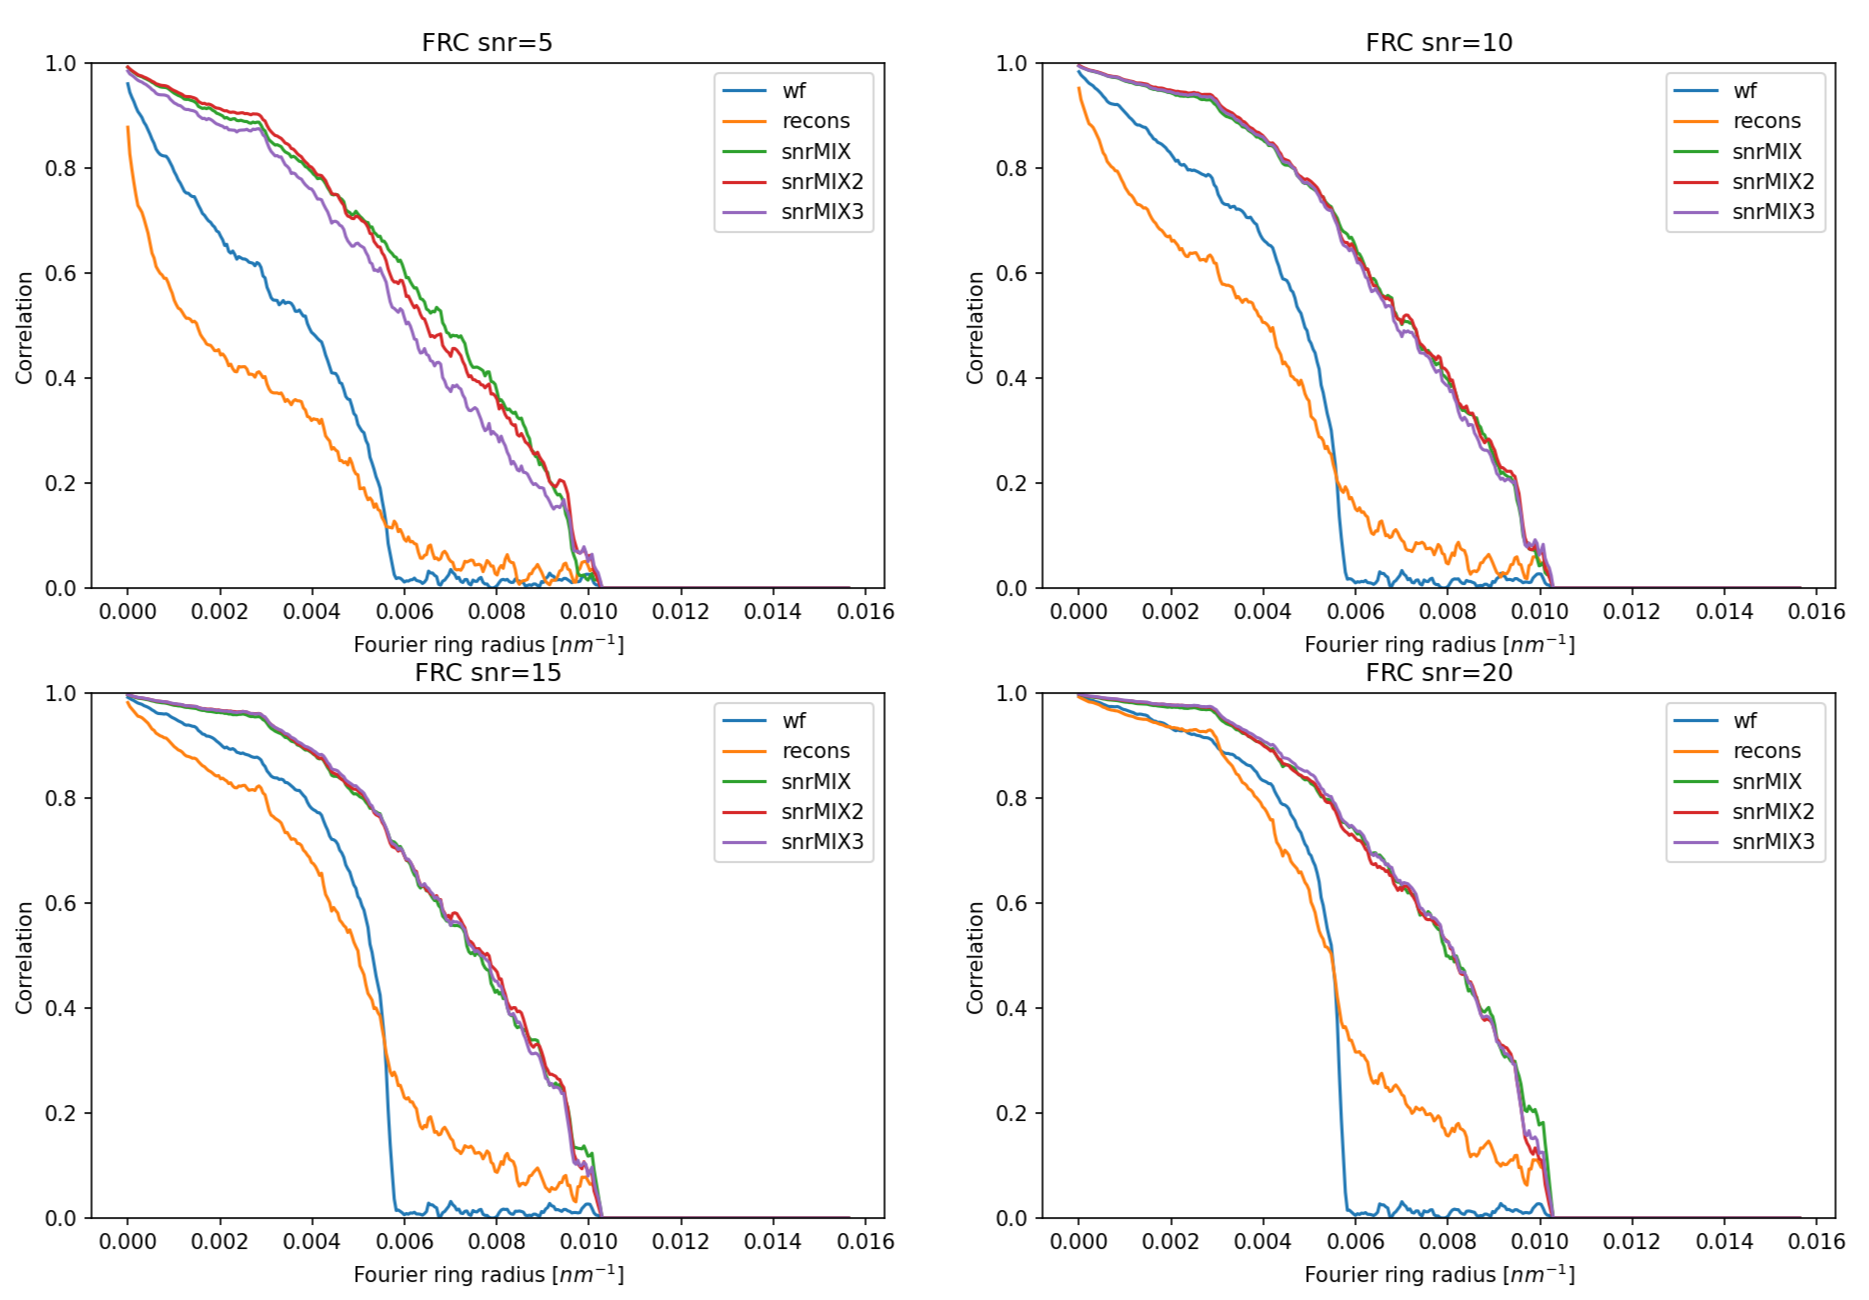 FRC snr=5
1.0
0.8
0.6
0.4
0.2
0.0
Correlation
wf
recons
snrMIX
snrMIX2
snrMIX3
0.000 0.002 0.004 0.006 0.008 0.010 0.012 0.014 0.016
Fourier ring radius [nm⁻¹]
FRC snr=10
1.0
0.8
0.6
0.4
0.2
0.0
Correlation
wf
recons
snrMIX
snrMIX2
snrMIX3
0.000 0.002 0.004 0.006 0.008 0.010 0.012 0.014 0.016
Fourier ring radius [nm⁻¹]
FRC snr=15
1.0
0.8
0.6
0.4
0.2
0.0
Correlation
wf
recons
snrMIX
snrMIX2
snrMIX3
0.000 0.002 0.004 0.006 0.008 0.010 0.012 0.014 0.016
Fourier ring radius [nm⁻¹]
FRC snr=20
1.0
0.8
0.6
0.4
0.2
0.0
Correlation
wf
recons
snrMIX
snrMIX2
snrMIX3
0.000 0.002 0.004 0.006 0.008 0.010 0.012 0.014 0.016
Fourier ring radius [nm⁻¹]